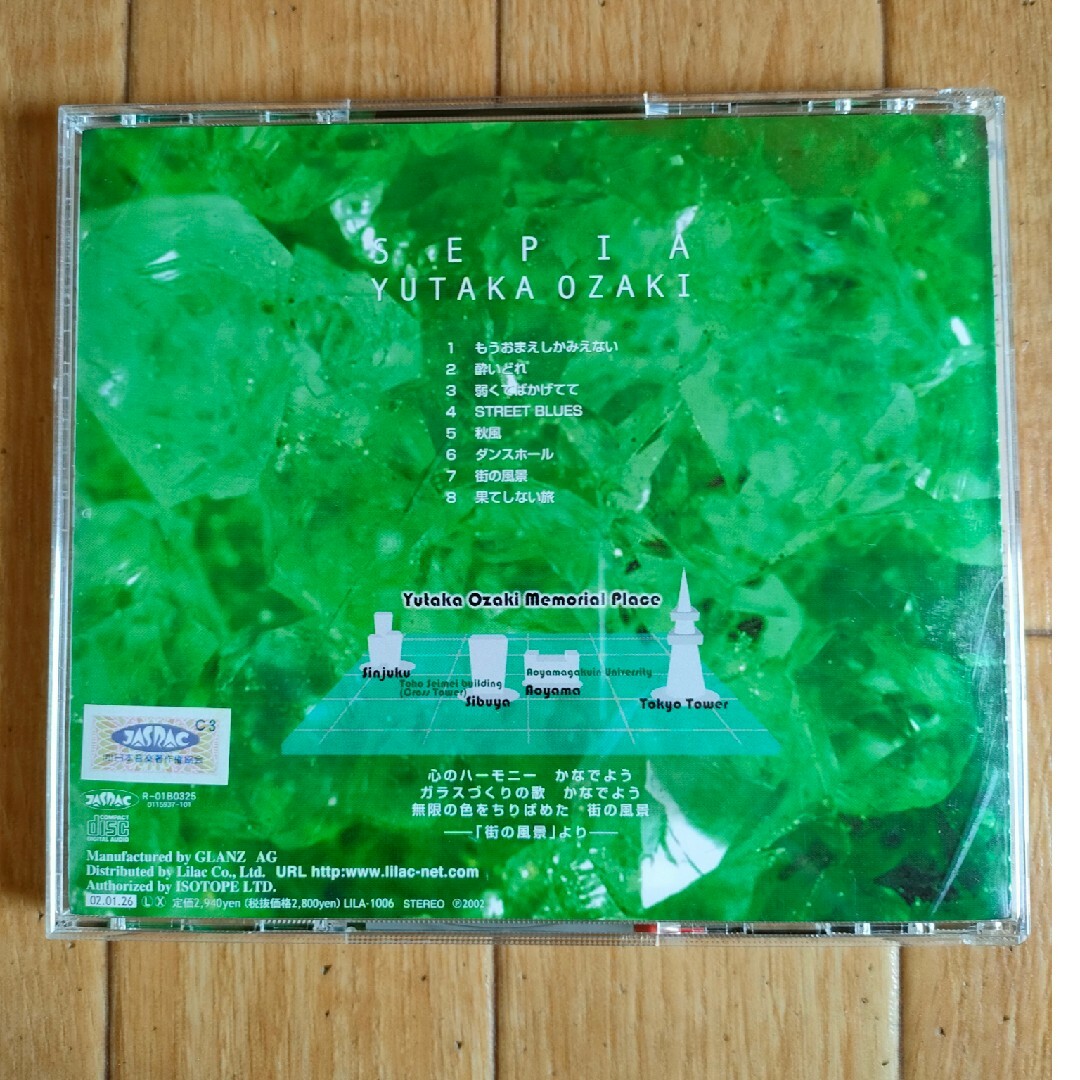 SEPIA
YUTAKA OZAKI
1 もうおまえしかみえない
2 酔いどれ
3 弱くてばかげてて
4 STREET BLUES
5 秋風
6 ダンスホール
7 街の風景
8 果てしない旅
Yutaka Ozaki Memorial Place
Sinjuku
Toho Seimei building
(Cross Tower)
Sibuya
Aoyamagakuin University
Aoyama
Tokyo Tower
心のハーモニー かなでよう
ガラスづくりの歌 かなでよう
無限の色をちりばめた 街の風景
──「街の風景」より──
C3
JASRAC
JASRAC R-01B0325
0115837-101
COMPACT
disc
DIGITAL AUDIO
Manufactured by GLANZ AG
Distributed by Lilac Co., Ltd. URL http:www.lilac-net.com
Authorized by ISOTOPE LTD.
02.01.26 Ⓛ Ⓧ 定価2,940yen (税抜価格2,800yen) LILA-1006 STEREO Ⓟ2002